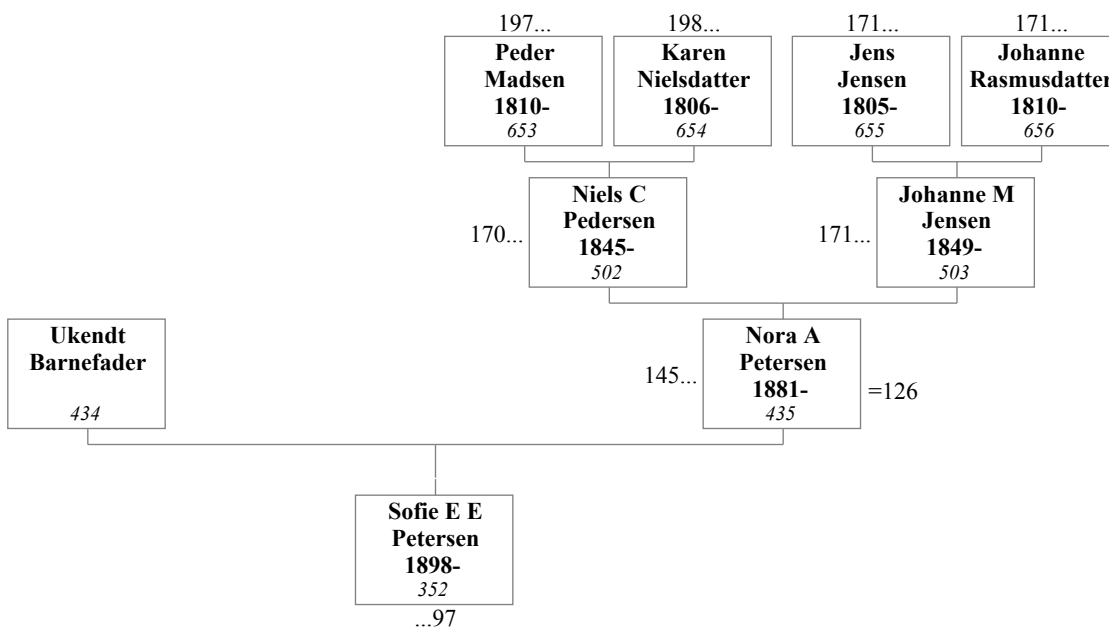 197...
Peder
Madsen
1810-
653
198...
Karen
Nielsdatter
1806-
654
171...
Jens
Jensen
1805-
655
171...
Johanne
Rasmusdatter
1810-
656
170...
Niels C
Pedersen
1845-
502
171...
Johanne M
Jensen
1849-
503
Ukendt
Barnefader
434
145...
Nora A
Petersen
1881-
435
=126
Sofie E E
Petersen
1898-
352
...97